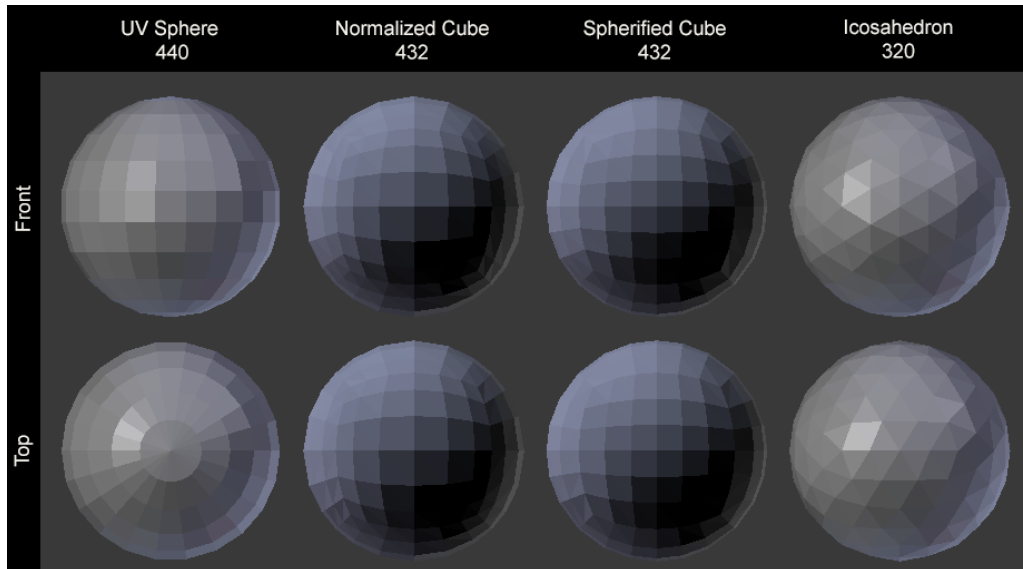 UV Sphere
440
Normalized Cube
432
Spherified Cube
432
Icosahedron
320
Front
Top